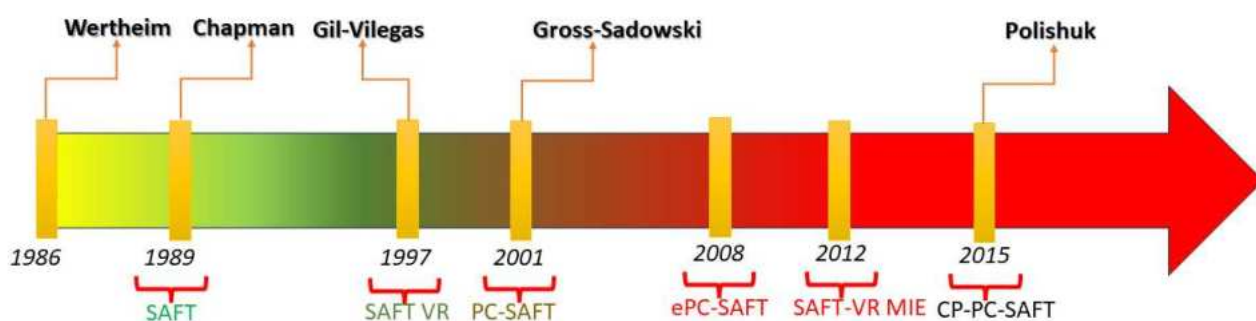 Wertheim Chapman Gil-Vilegas Gross-Sadowski Polishuk
1986 1989 1997 2001 2008 2012 2015
SAFT SAFT VR PC-SAFT ePC-SAFT SAFT-VR MIE CP-PC-SAFT